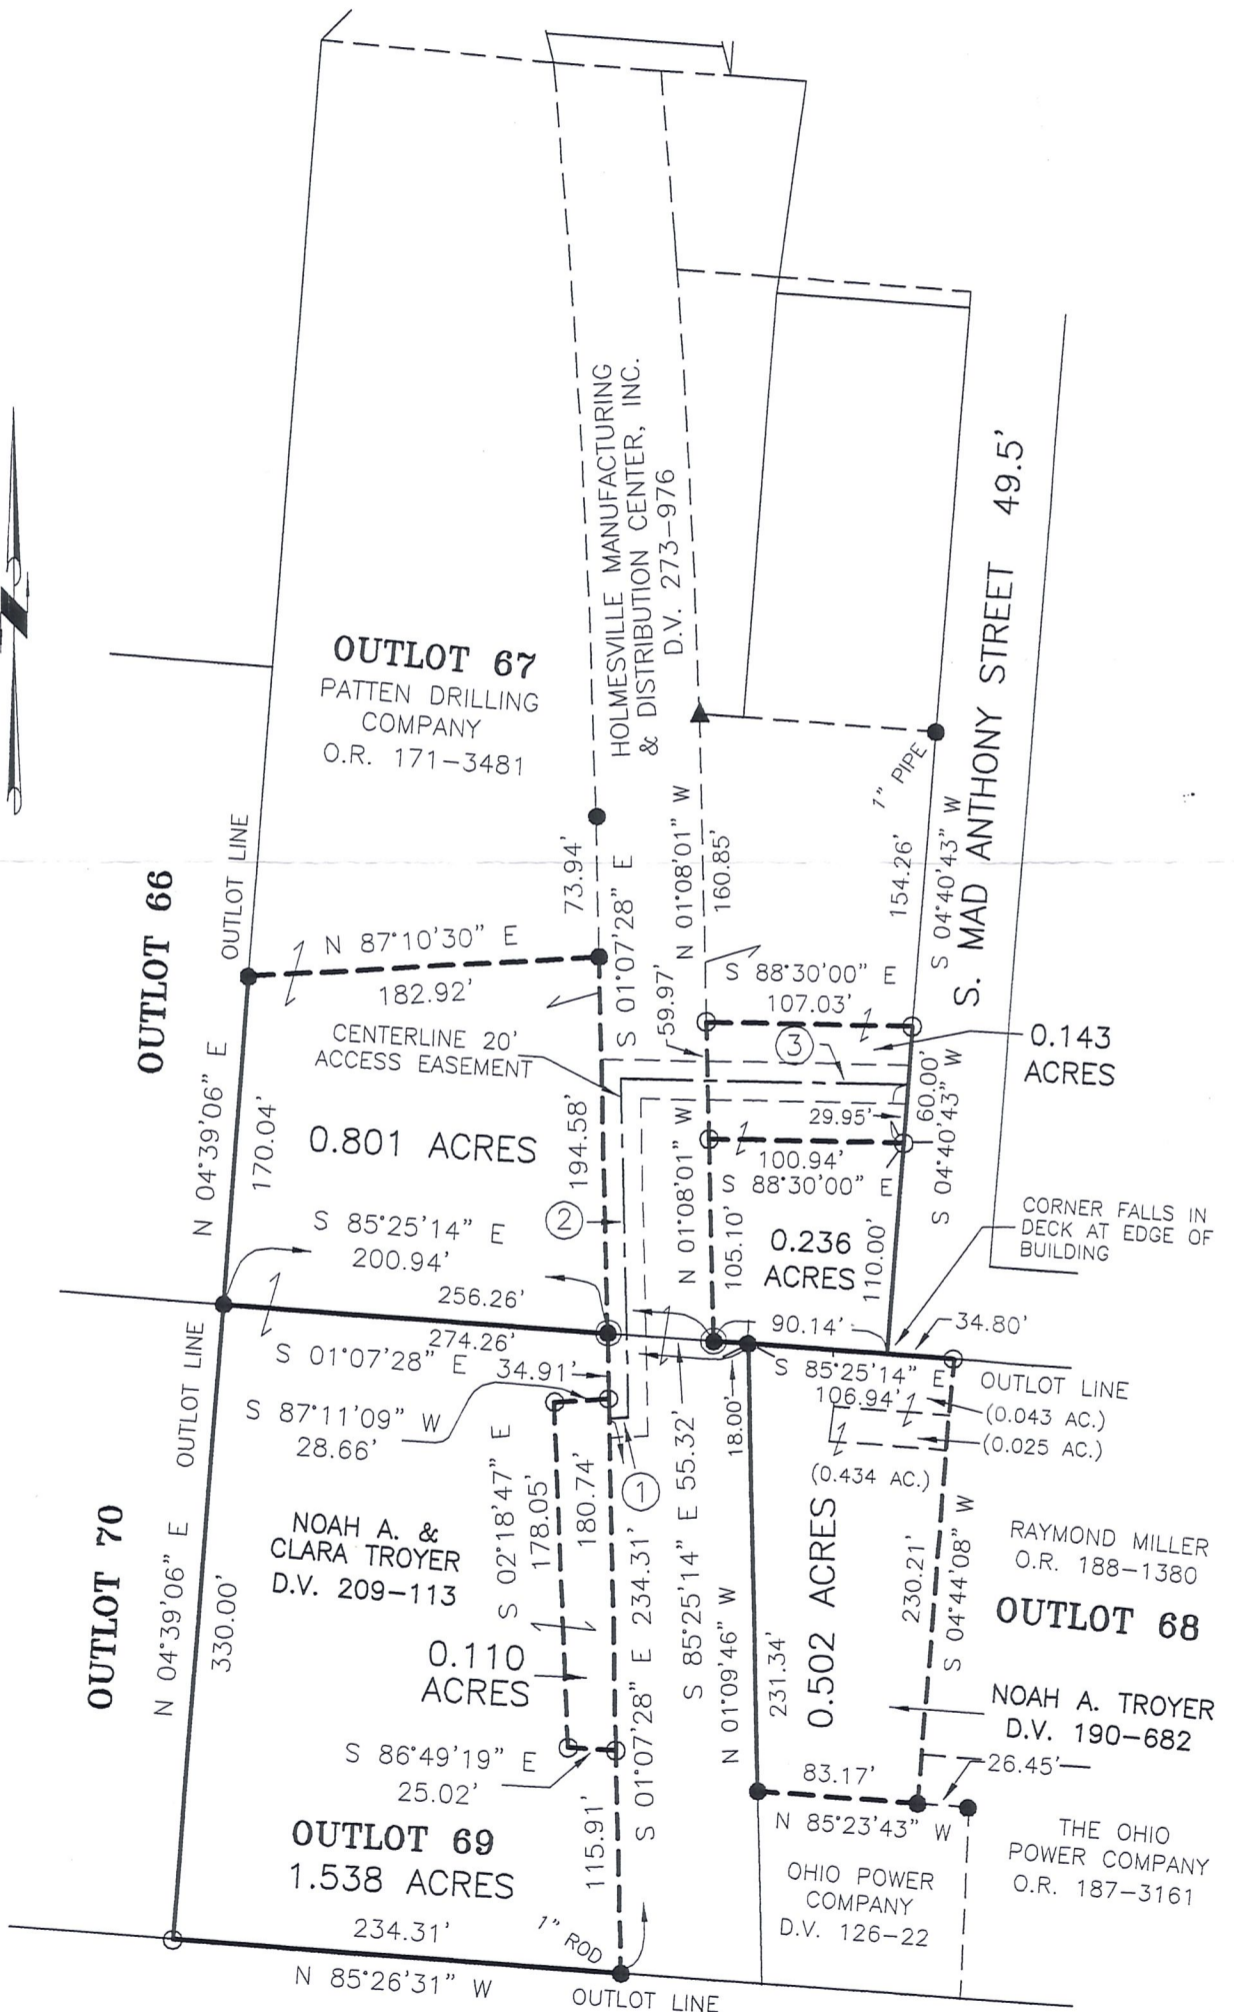 HOLMESVILLE MANUFACTURING
& DISTRIBUTION CENTER, INC.
D.V. 273-976
S. MAD ANTHONY STREET 49.5'
OUTLOT 67
PATTEN DRILLING
COMPANY
O.R. 171-3481
1" PIPE
OUTLOT 66
OUTLOT LINE
73.94'
S 01°07'28" E
N 01°08'01" W
160.85'
154.26'
S 04°40'43" W
N 87°10'30" E
182.92'
59.97'
S 88°30'00" E
107.03'
3
0.143
ACRES
CENTERLINE 20'
ACCESS EASEMENT
N 04°39'06" E
170.04'
0.801 ACRES
194.58'
N 01°08'01" W
29.95'
60.00'
S 04°40'43" W
100.94'
S 88°30'00" E
2
S 85°25'14" E
200.94'
105.10'
0.236
ACRES
110.00'
CORNER FALLS IN
DECK AT EDGE OF
BUILDING
256.26'
274.26'
90.14'
34.80'
S 01°07'28" E
34.91'
S 85°25'14" E
106.94'
OUTLOT LINE
(0.043 AC.)
(0.025 AC.)
(0.434 AC.)
OUTLOT LINE
S 87°11'09" W
28.66'
18.00'
S 85°25'14" E 55.32'
1
S 02°18'47" E
178.05'
180.74'
OUTLOT 70
N 04°39'06" E
330.00'
NOAH A. &
CLARA TROYER
D.V. 209-113
0.110
ACRES
S 01°07'28" E 234.31'
N 01°09'46" W
231.34'
0.502 ACRES
230.21'
S 04°44'08" W
RAYMOND MILLER
O.R. 188-1380
OUTLOT 68
NOAH A. TROYER
D.V. 190-682
S 86°49'19" E
25.02'
83.17'
26.45'
N 85°23'43" W
OUTLOT 69
1.538 ACRES
115.91'
OHIO POWER
COMPANY
D.V. 126-22
THE OHIO
POWER COMPANY
O.R. 187-3161
234.31'
1" ROD
N 85°26'31" W
OUTLOT LINE